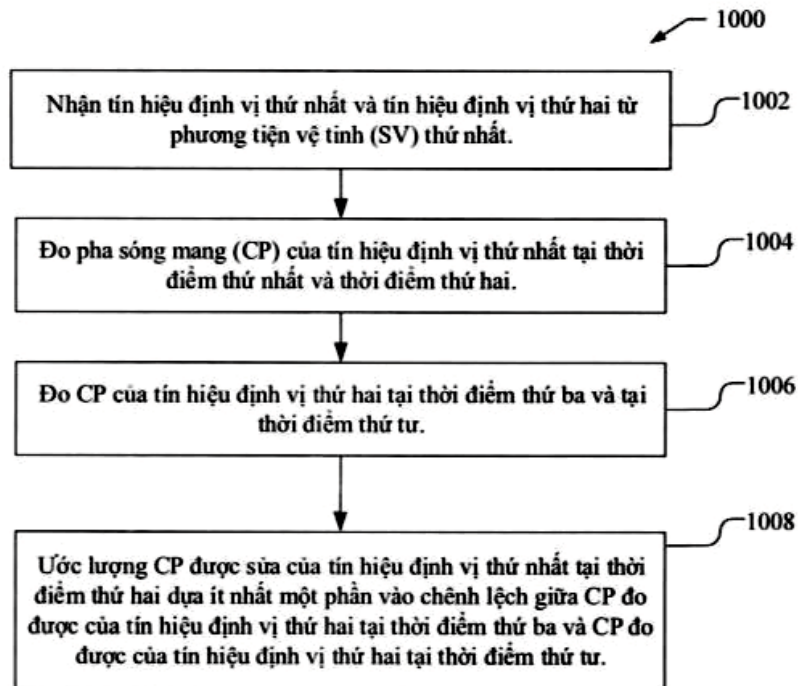 1000
Nhận tín hiệu định vị thứ nhất và tín hiệu định vị thứ hai từ
phương tiện vệ tinh (SV) thứ nhất.
1002
Đo pha sóng mang (CP) của tín hiệu định vị thứ nhất tại thời
điểm thứ nhất và thời điểm thứ hai.
1004
Đo CP của tín hiệu định vị thứ hai tại thời điểm thứ ba và tại
thời điểm thứ tư.
1006
Ước lượng CP được sửa của tín hiệu định vị thứ nhất tại thời
điểm thứ hai dựa ít nhất một phần vào chênh lệch giữa CP đo
được của tín hiệu định vị thứ hai tại thời điểm thứ ba và CP đo
được của tín hiệu định vị thứ hai tại thời điểm thứ tư.
1008